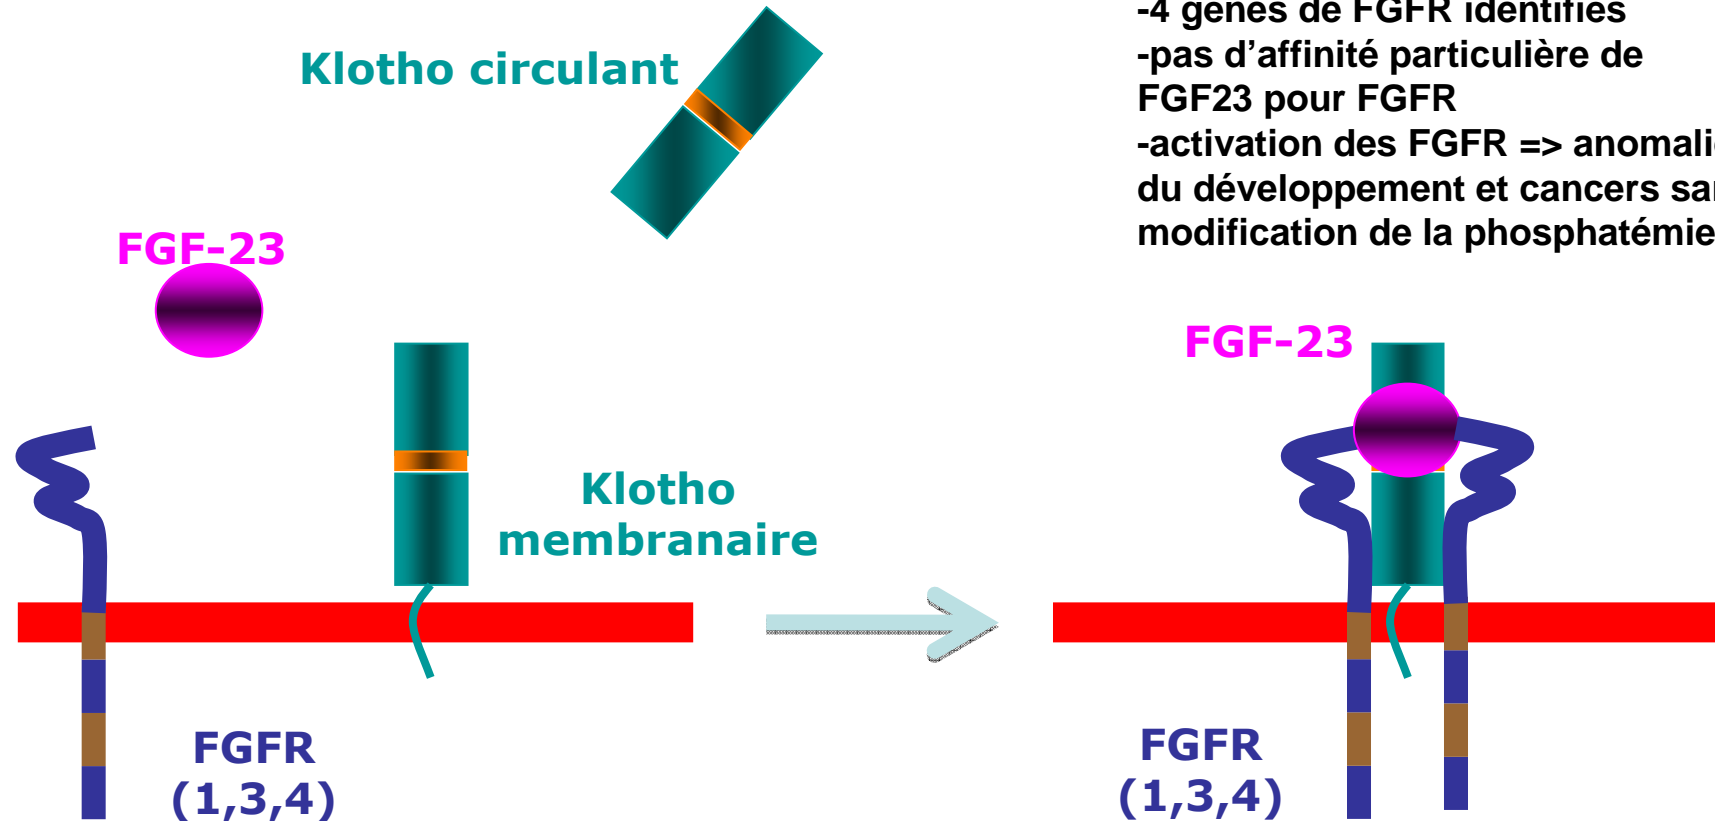 -4 gènes de FGFR identifiés
-pas d'affinité particulière de
FGF23 pour FGFR
-activation des FGFR => anomali
du développement et cancers sa
modification de la phosphatémie
Klotho circulant
FGF-23
Klotho
membranaire
FGFR
(1,3,4)
FGF-23
FGFR
(1,3,4)